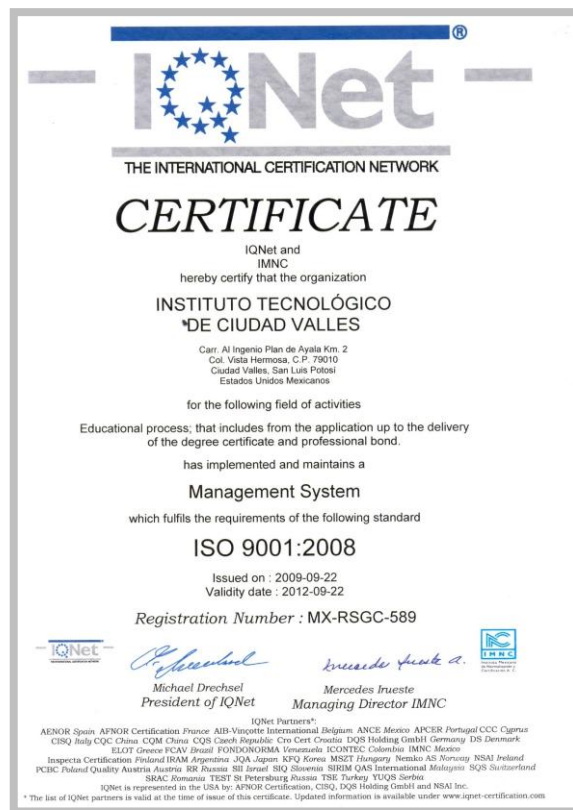 IQNet®
THE INTERNATIONAL CERTIFICATION NETWORK
CERTIFICATE
IQNet and
IMNC
hereby certify that the organization
INSTITUTO TECNOLÓGICO
DE CIUDAD VALLES
Carr. Al Ingenio Plan de Ayala Km. 2
Col. Vista Hermosa, C.P. 79010
Ciudad Valles, San Luis Potosí
Estados Unidos Mexicanos
for the following field of activities
Educational process; that includes from the application up to the delivery
of the degree certificate and professional bond.
has implemented and maintains a
Management System
which fulfils the requirements of the following standard
ISO 9001:2008
Issued on : 2009-09-22
Validity date : 2012-09-22
Registration Number : MX-RSGC-589
IQNet
IMNC
Michael Drechsel
President of IQNet
Mercedes Irueste
Managing Director IMNC
IQNet Partners*:
AENOR Spain AFNOR Certification France AIB-Vinçotte International Belgium ANCE Mexico APCER Portugal CCC Cyprus
CISQ Italy CQC China CQM China CQS Czech Republic Cro Cert Croatia DQS Holding GmbH Germany DS Denmark
ELOT Greece FCAV Brazil FONDONORMA Venezuela ICONTEC Colombia IMNC Mexico
Inspecta Certification Finland IRAM Argentina JQA Japan KFQ Korea MSZT Hungary Nemko AS Norway NSAI Ireland
PCBC Poland Quality Austria Austria RR Russia SII Israel SIQ Slovenia SIRIM QAS International Malaysia SQS Switzerland
SRAC Romania TEST St Petersburg Russia TSE Turkey YUQS Serbia
IQNet is represented in the USA by: AFNOR Certification, CISQ, DQS Holding GmbH and NSAI Inc.
* The list of IQNet partners is valid at the time of issue of this certificate. Updated information is available under www.iqnet-certification.com